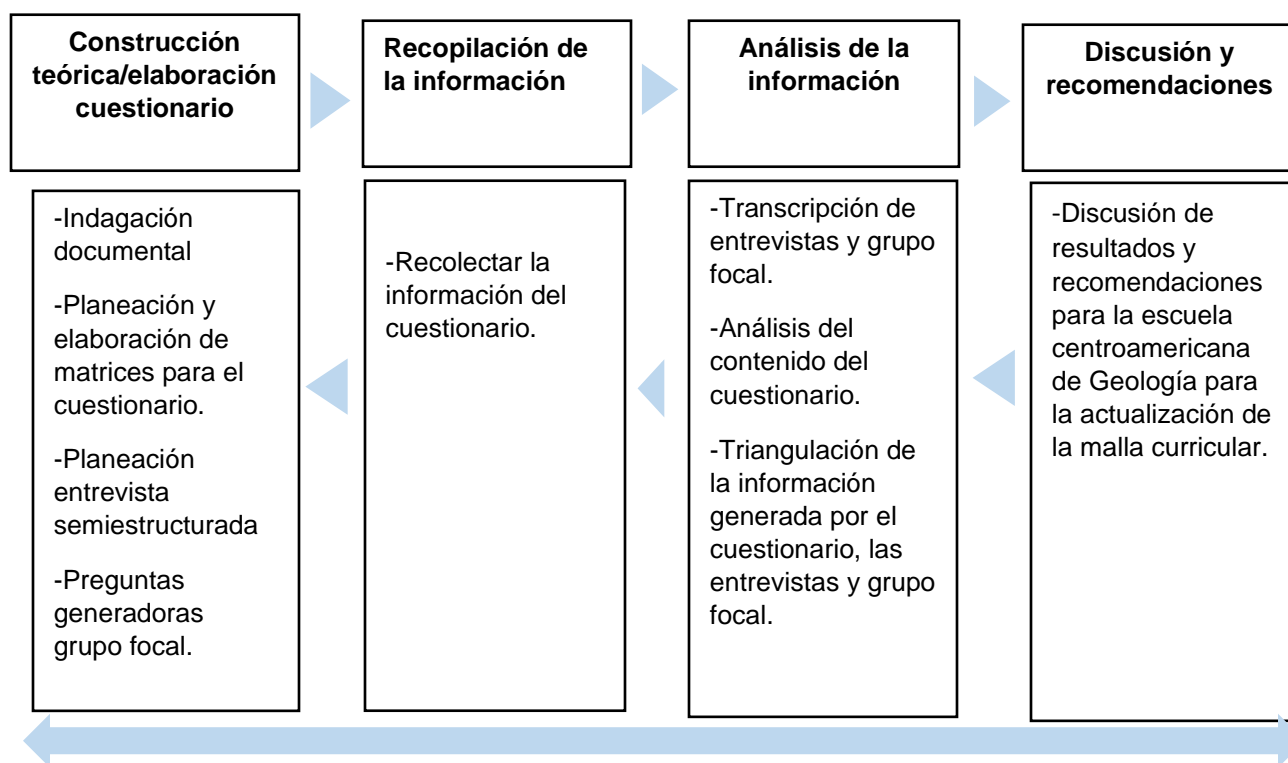 Construcción
teórica/elaboración
cuestionario
Recopilación de
la información
Análisis de la
información
Discusión y
recomendaciones
-Indagación
documental
-Planeación y
elaboración de
matrices para el
cuestionario.
-Planeación
entrevista
semiestructurada
-Preguntas
generadoras
grupo focal.
-Recolectar la
información del
cuestionario.
-Transcripción de
entrevistas y grupo
focal.
-Análisis del
contenido del
cuestionario.
-Triangulación de
la información
generada por el
cuestionario, las
entrevistas y grupo
focal.
-Discusión de
resultados y
recomendaciones
para la escuela
centroamericana
de Geología para
la actualización de
la malla curricular.